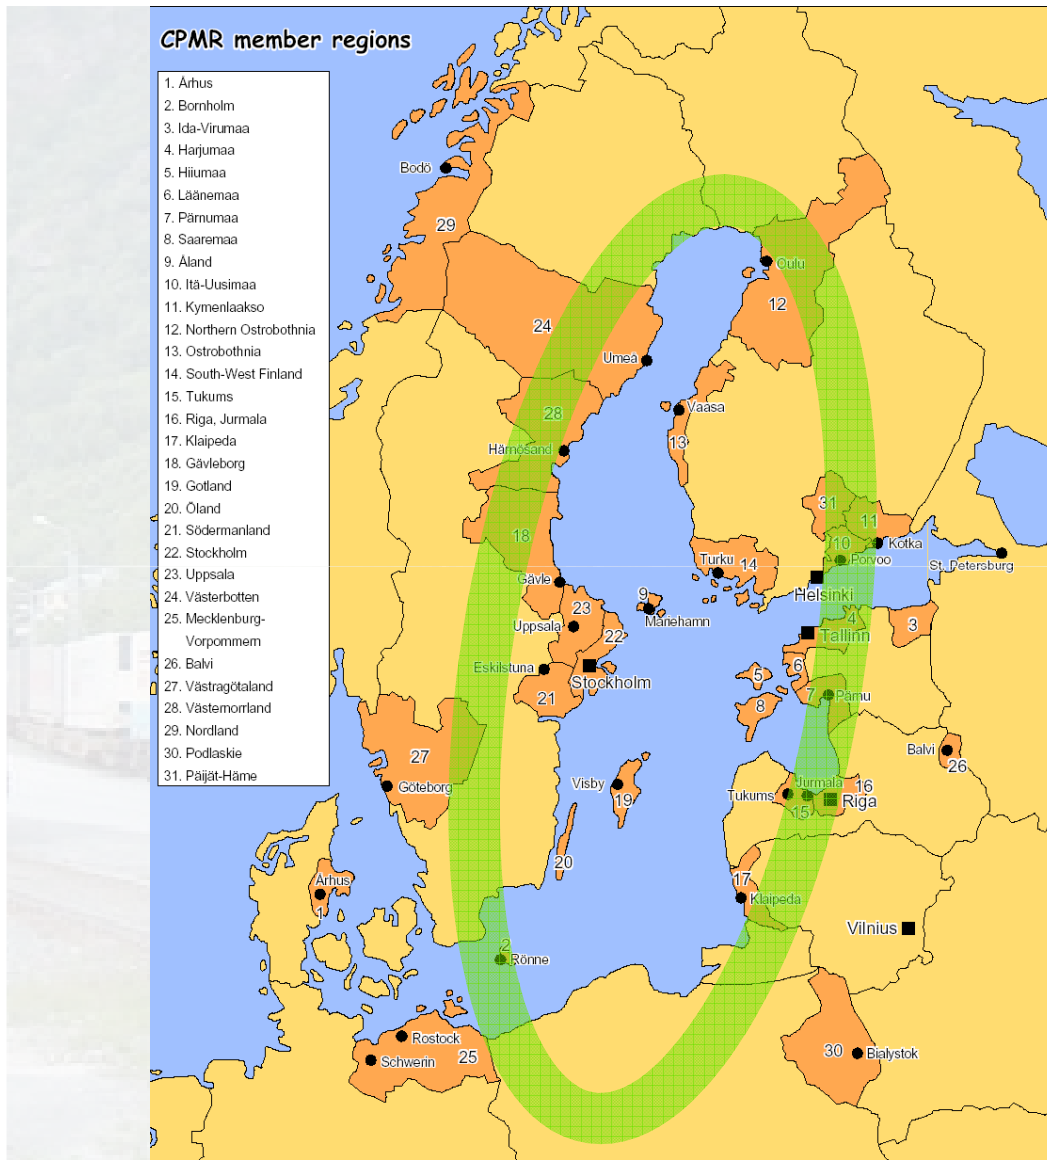 CPMR member regions
1. Århus
2. Bornholm
3. Ida-Virumaa
4. Harjumaa
5. Hiiumaa
6. Läänemaa
7. Pärnumaa
8. Saaremaa
9. Åland
10. Itä-Uusimaa
11. Kymenlaakso
12. Northern Ostrobothnia
13. Ostrobothnia
14. South-West Finland
15. Tukums
16. Riga, Jurmala
17. Klaipeda
18. Gävleborg
19. Gotland
20. Öland
21. Södermanland
22. Stockholm
23. Uppsala
24. Västerbotten
25. Mecklenburg-
Vorpommern
26. Balvi
27. Västragötaland
28. Västernorrland
29. Nordland
30. Podlaskie
31. Päijät-Häme
Bodö
29
Oulu
12
24
Umeå
28
Vaasa
Härnösand
13
31
18
11
10
Kotka
Porvoo
St. Petersburg
Turku
14
Gävle
Helsinki
9
Mariehamn
23
4
3
Uppsala
22
Tallinn
Eskilstuna
Stockholm
6
5
21
7
Pärnu
8
27
Balvi
26
Visby
Jurmala
16
Göteborg
19
Tukums
15
Riga
20
17
Århus
1
Klaipeda
Vilnius
2
Rönne
Rostock
30
Bialystok
Schwerin
25